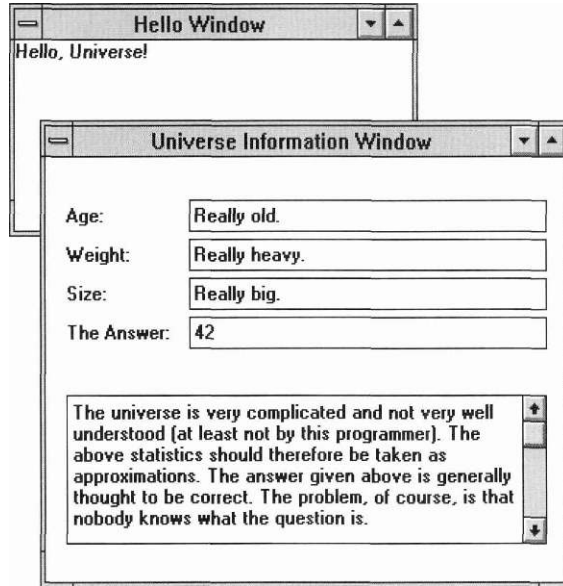 Hello Window
Hello, Universe!
Universe Information Window
Age: Really old.
Weight: Really heavy.
Size: Really big.
The Answer: 42
The universe is very complicated and not very well
understood (at least not by this programmer). The
above statistics should therefore be taken as
approximations. The answer given above is generally
thought to be correct. The problem, of course, is that
nobody knows what the question is.